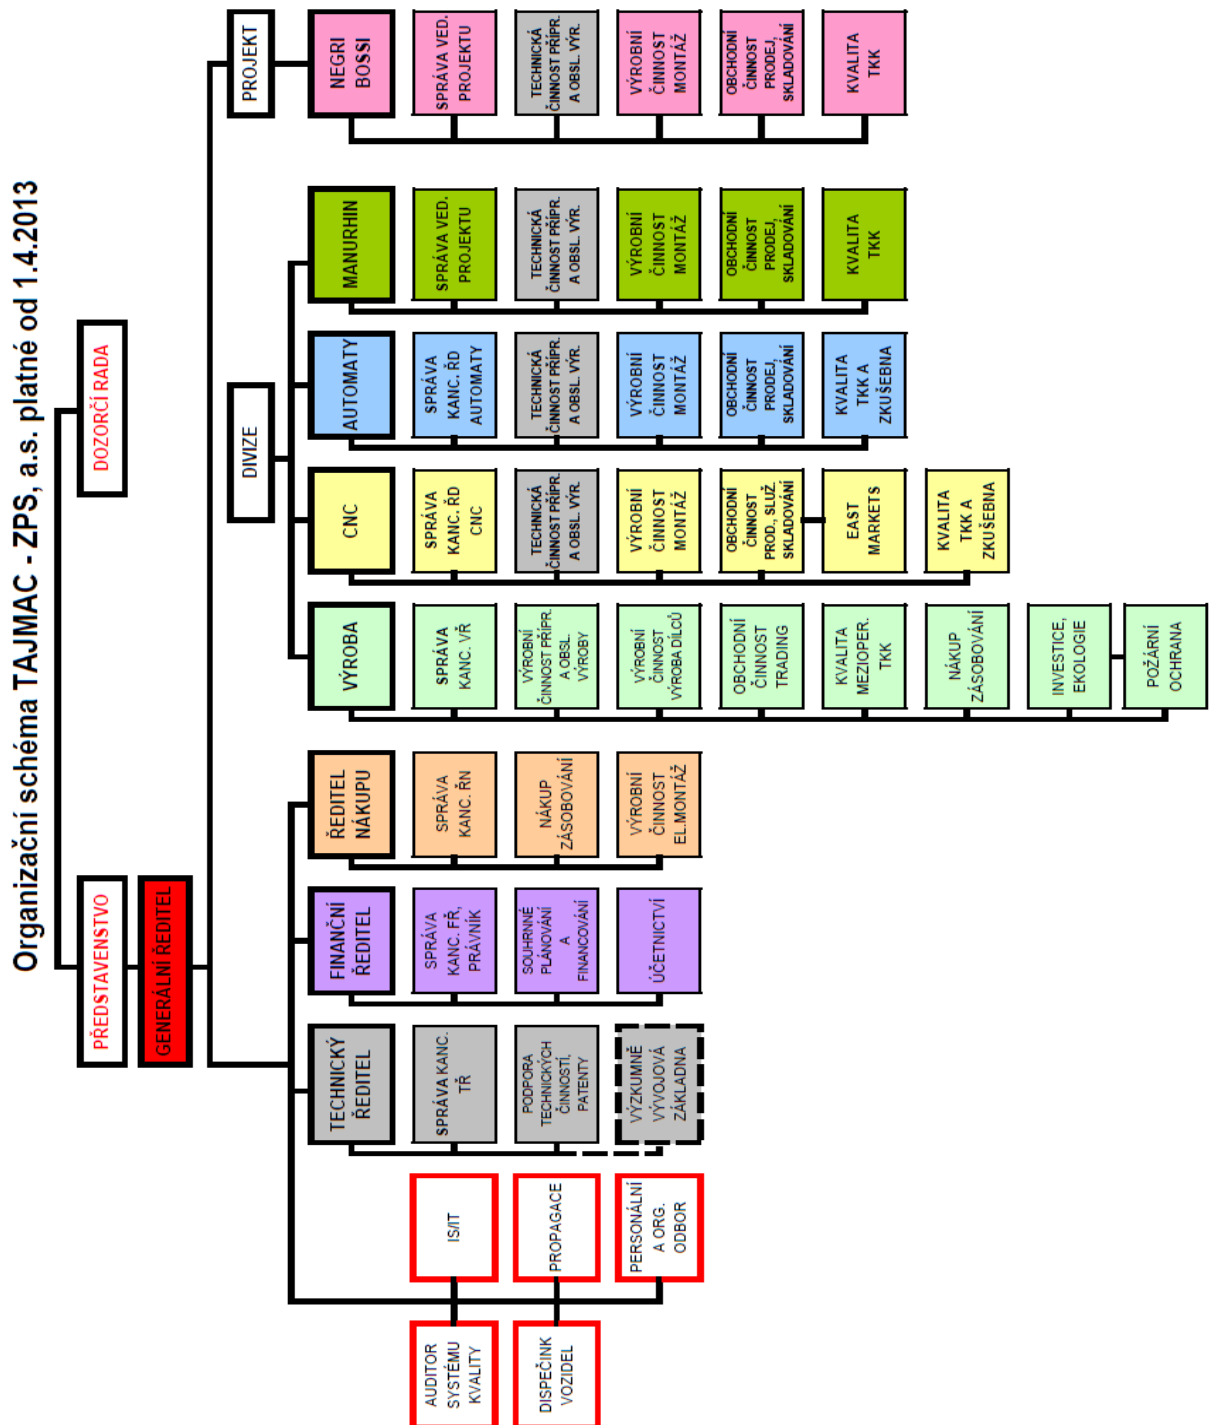 Organizační schéma TAJMAC - ZPS, a.s. platné od 1.4.2013
PŘEDSTAVENSTVO
DOZORČÍ RADA
GENERÁLNÍ ŘEDITEL
DIVIZE
PROJEKT
TECHNICKÝ
ŘEDITEL
FINANČNÍ
ŘEDITEL
ŘEDITEL
NÁKUPU
VÝROBA
CNC
AUTOMATY
MANURHIN
NEGRI
BOSSI
AUDITOR
SYSTÉMU
KVALITY
IS/IT
SPRÁVA KANC.
TŘ
SPRÁVA
KANC. FŘ,
PRÁVNÍK
SPRÁVA
KANC. ŘN
SPRÁVA
KANC. VŘ
SPRÁVA
KANC. ŘD
CNC
SPRÁVA
KANC. ŘD
AUTOMATY
SPRÁVA VED.
PROJEKTU
SPRÁVA VED.
PROJEKTU
DISPEČINK
VOZIDEL
PROPAGACE
PODPORA
TECHNICKÝCH
ČINNOSTÍ,
PATENTY
SOUHRNNÉ
PLÁNOVÁNÍ
A
FINANCOVÁNÍ
NÁKUP
ZÁSOBOVÁNÍ
VÝROBNÍ
ČINNOST PŘÍPR.
A OBSL.
VÝROBY
TECHNICKÁ
ČINNOST PŘÍPR.
A OBSL. VÝR.
TECHNICKÁ
ČINNOST PŘÍPR.
A OBSL. VÝR.
TECHNICKÁ
ČINNOST PŘÍPR.
A OBSL. VÝR.
TECHNICKÁ
ČINNOST PŘÍPR.
A OBSL. VÝR.
PERSONÁLNÍ
A ORG.
ODBOR
VÝZKUMNĚ
VÝVOJOVÁ
ZÁKLADNA
ÚČETNICTVÍ
VÝROBNÍ
ČINNOST
EL.MONTÁŽ
VÝROBNÍ
ČINNOST
VÝROBA DÍLCŮ
VÝROBNÍ
ČINNOST
MONTÁŽ
VÝROBNÍ
ČINNOST
MONTÁŽ
VÝROBNÍ
ČINNOST
MONTÁŽ
VÝROBNÍ
ČINNOST
MONTÁŽ
OBCHODNÍ
ČINNOST
TRADING
OBCHODNÍ
ČINNOST
PROD., SLUŽ.
SKLADOVÁNÍ
OBCHODNÍ
ČINNOST
PRODEJ,
SKLADOVÁNÍ
OBCHODNÍ
ČINNOST
PRODEJ,
SKLADOVÁNÍ
OBCHODNÍ
ČINNOST
PRODEJ,
SKLADOVÁNÍ
KVALITA
MEZIOPER.
TKK
EAST
MARKETS
KVALITA
TKK A
ZKUŠEBNA
KVALITA
TKK
KVALITA
TKK
NÁKUP
ZÁSOBOVÁNÍ
KVALITA
TKK A
ZKUŠEBNA
INVESTICE,
EKOLOGIE
POŽÁRNÍ
OCHRANA